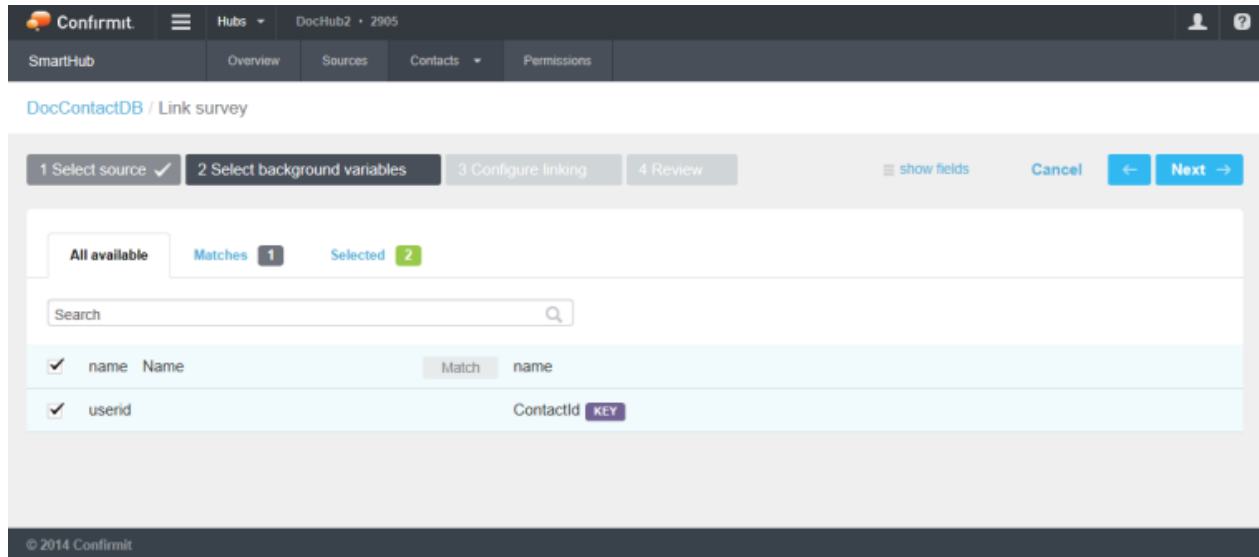 Confirmit. Hubs DocHub2 • 2905 ?
SmartHub Overview Sources Contacts Permissions
DocContactDB / Link survey
1 Select source 2 Select background variables 3 Configure linking 4 Review show fields Cancel ← Next →
All available Matches 1 Selected 2
Search
name Name Match name
userid ContactId KEY
© 2014 Confirmit